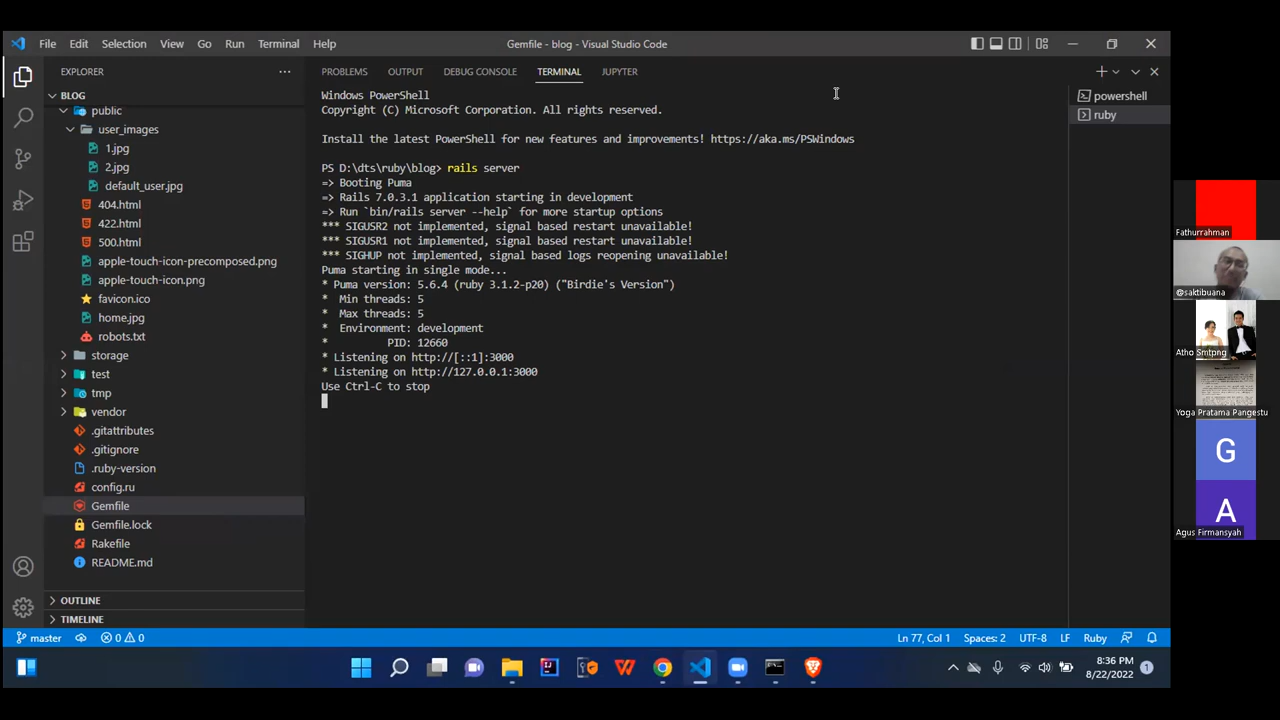 File Edit Selection View Go Run Terminal Help
Gemfile - blog - Visual Studio Code
EXPLORER
BLOG
public
user_images
1.jpg
2.jpg
default_user.jpg
404.html
422.html
500.html
apple-touch-icon-precomposed.png
apple-touch-icon.png
favicon.ico
home.jpg
robots.txt
storage
test
tmp
vendor
.gitattributes
.gitignore
.ruby-version
config.ru
Gemfile
Gemfile.lock
Rakefile
README.md
OUTLINE
TIMELINE
PROBLEMS OUTPUT DEBUG CONSOLE TERMINAL JUPYTER
Windows PowerShell
Copyright (C) Microsoft Corporation. All rights reserved.
Install the latest PowerShell for new features and improvements! https://aka.ms/PSWindows
PS D:\dts\ruby\blog> rails server
=> Booting Puma
=> Rails 7.0.3.1 application starting in development
=> Run `bin/rails server --help` for more startup options
*** SIGUSR2 not implemented, signal based restart unavailable!
*** SIGUSR1 not implemented, signal based restart unavailable!
*** SIGHUP not implemented, signal based logs reopening unavailable!
Puma starting in single mode...
* Puma version: 5.6.4 (ruby 3.1.2-p20) ("Birdie's Version")
* Min threads: 5
* Max threads: 5
* Environment: development
* PID: 12660
* Listening on http://[::1]:3000
* Listening on http://127.0.0.1:3000
Use Ctrl-C to stop
powershell
ruby
Fathurrahman
@saktibuana
Atho Smtpng
Yoga Pratama Pangestu
G
A
Agus Firmansyah
master 0 0
Ln 77, Col 1 Spaces: 2 UTF-8 LF Ruby
8:36 PM
8/22/2022
1